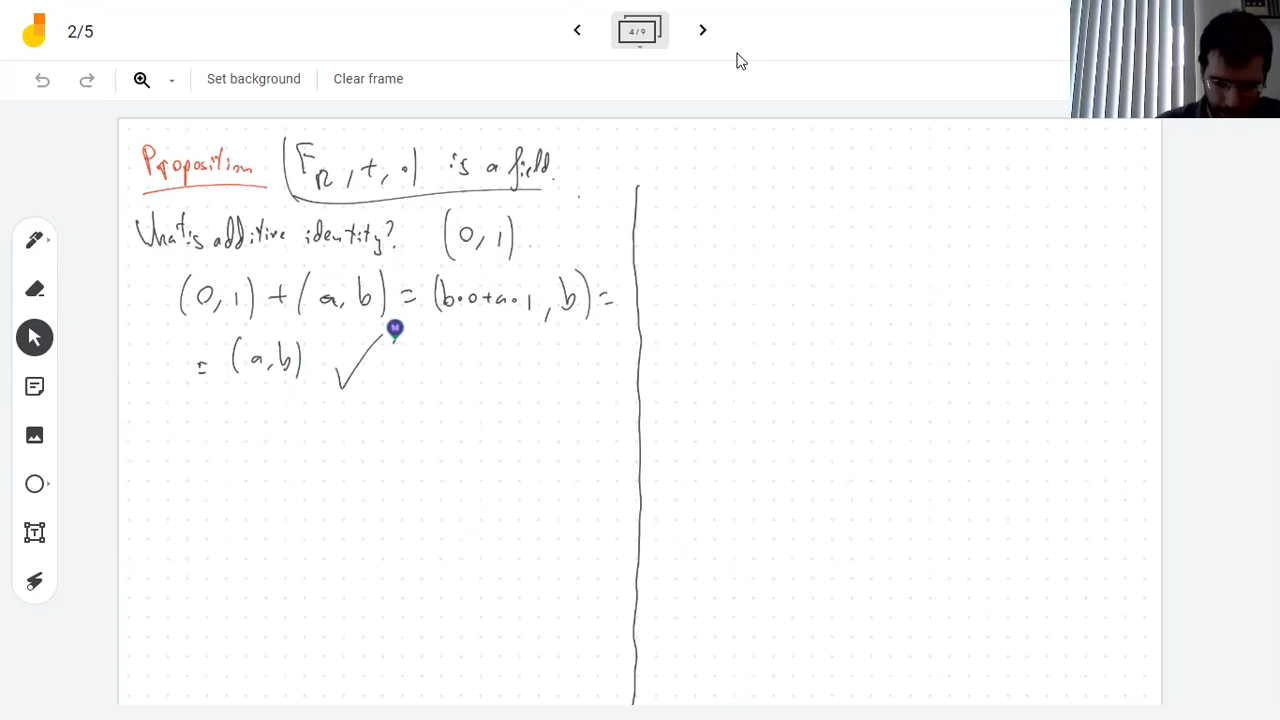 2/5
4 / 9
Set background
Clear frame
Proposition (F_R, +, ·) is a field.
What's additive identity? (0, 1).
(0, 1) + (a, b) = (b·0+a·1, b) =
= (a, b) ✓
M
T